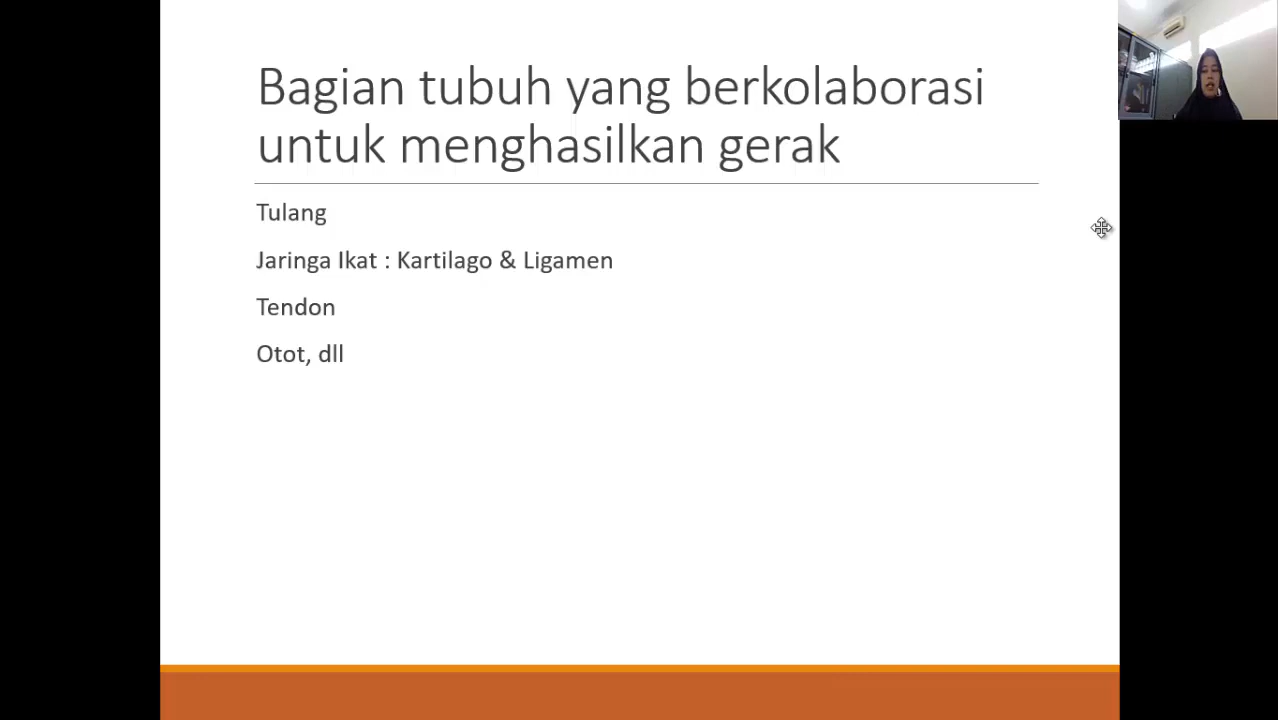 Bagian tubuh yang berkolaborasi
untuk menghasilkan gerak
Tulang
Jaringa Ikat : Kartilago & Ligamen
Tendon
Otot, dll